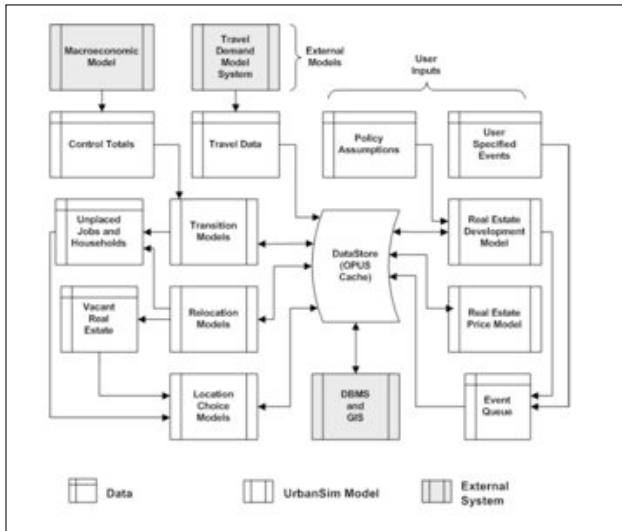 Macroeconomic
Model
Travel
Demand
Model
System
External
Models
User
Inputs
Control Totals
Travel Data
Policy
Assumptions
User
Specified
Events
Unplaced
Jobs and
Households
Transition
Models
DataStore
(OPUS
Cache)
Real Estate
Development
Model
Vacant
Real
Estate
Relocation
Models
Real Estate
Price Model
Location
Choice
Models
DBMS
and
GIS
Event
Queue
Data
UrbanSim Model
External
System